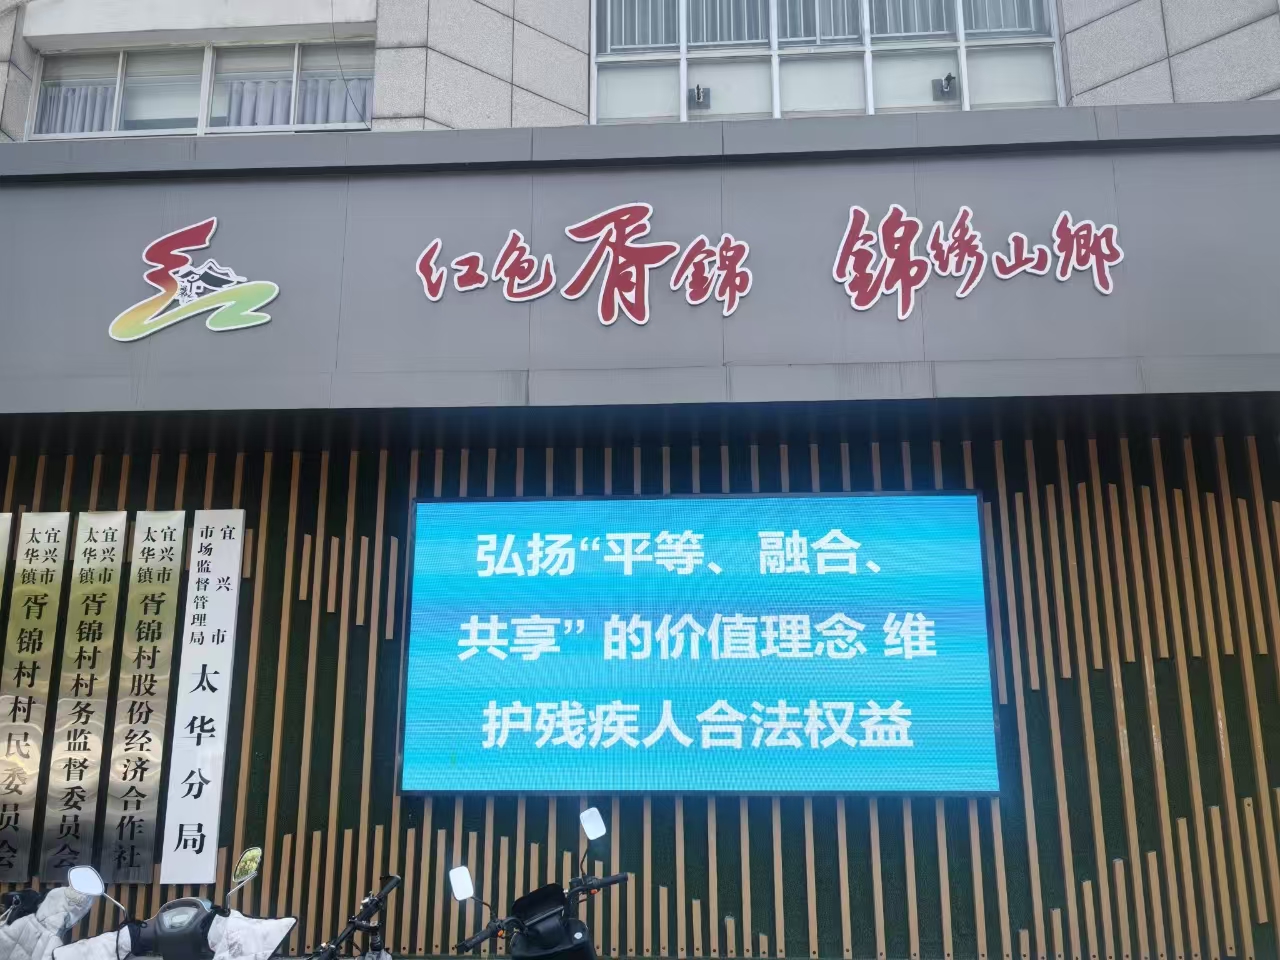 红色胥錦 錦绣山鄉
弘扬“平等、融合、
共享” 的价值理念 维
护残疾人合法权益
宜兴市
太华镇
胥锦村村民委员会
宜兴市
太华镇
胥锦村村务监督委员会
宜兴市
太华镇
胥锦村股份经济合作社
宜兴市
市场监督管理局
太华分局